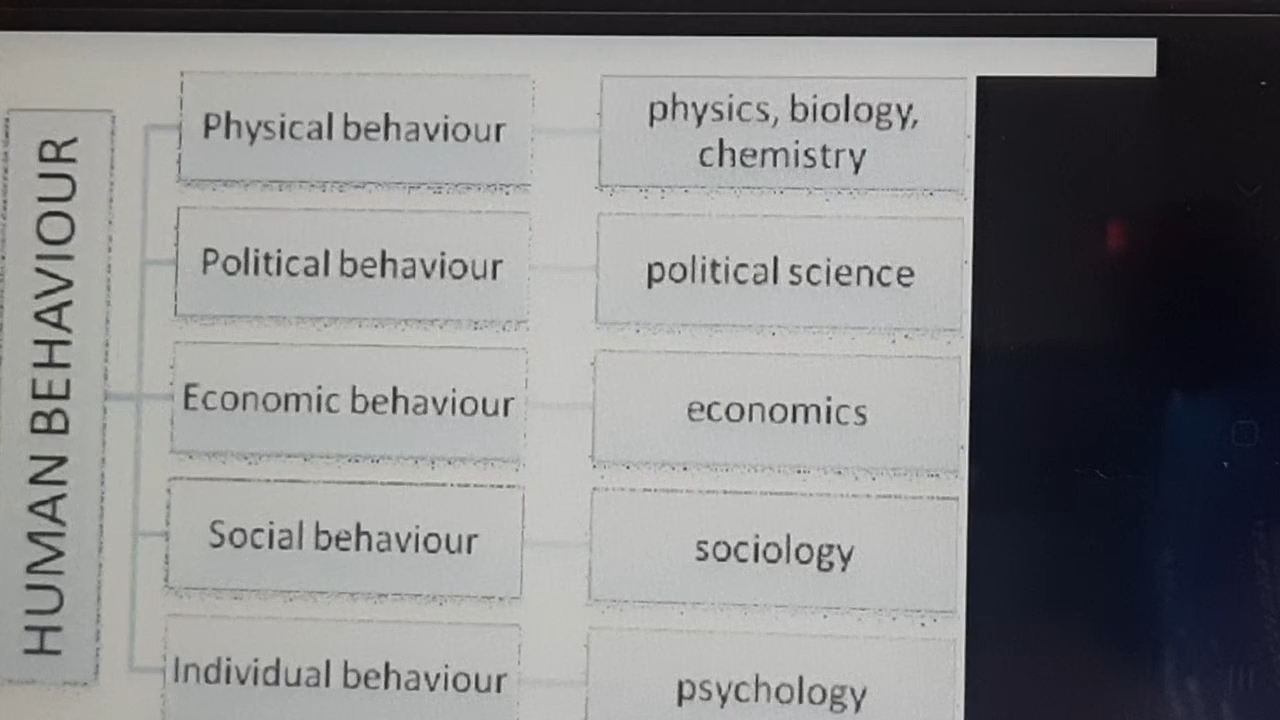 HUMAN BEHAVIOUR
Physical behaviour
physics, biology,
chemistry
Political behaviour
political science
Economic behaviour
economics
Social behaviour
sociology
Individual behaviour
psychology